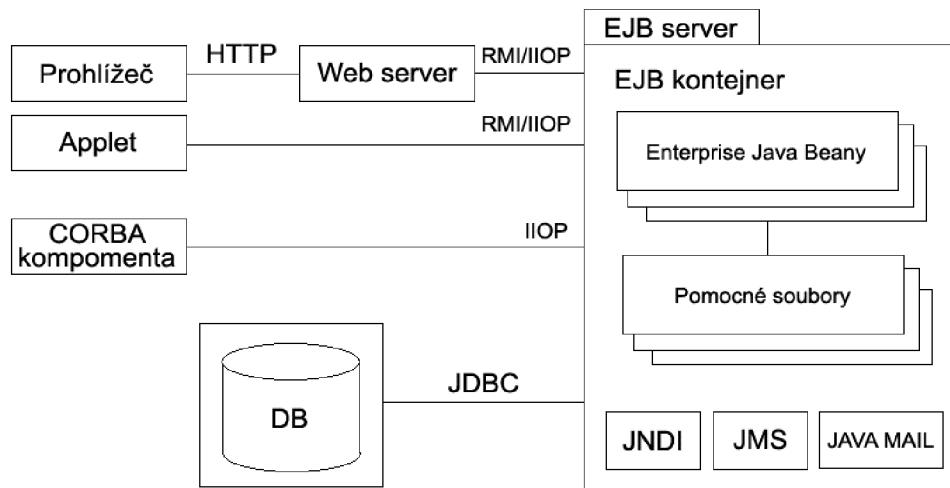 EJB server
HTTP
RMI/IIOP
Prohlížeč
Web server
EJB kontejner
RMI/IIOP
Applet
Enterprise Java Beany
CORBA
kompomenta
IIOP
Pomocné soubory
JDBC
DB
JNDI
JMS
JAVA MAIL